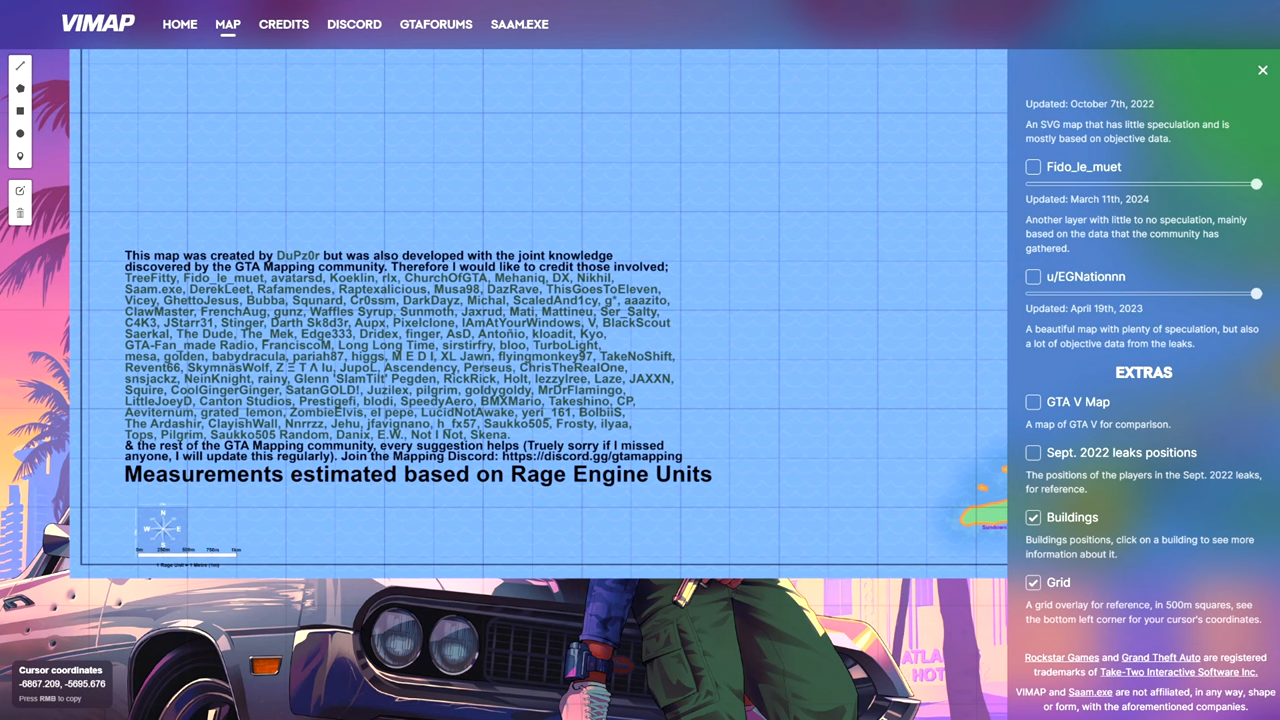 VIMAP
HOME
MAP
CREDITS
DISCORD
GTAFORUMS
SAAM.EXE
This map was created by DuPz0r but was also developed with the joint knowledge
discovered by the GTA Mapping community. Therefore I would like to credit those involved;
TreeFitty, Fido_le_muet, avatarsd, Koeklin, rlx, ChurchOfGTA, Mehaniq, DX, Nikhil,
Saam.exe, DerekLeet, Rafamendes, Raptexalicious, Musa98, DazRave, ThisGoesToEleven,
Vicey, GhettoJesus, Bubba, Squnard, Cr0ssm, DarkDayz, Michal, ScaledAnd1cy, g*, aaazito,
ClawMaster, FrenchAug, gunz, Waffles Syrup, Sunmoth, Jaxrud, Mati, Mattineu, Ser_Salty,
C4K3, JStarr31, Stinger, Darth Sk8d3r, Aupx, Pixelclone, IAmAtYourWindows, V, BlackScout
Saerkal, The Dude, The_Mek, Edge333, Dridex, Finger, AsD, Antoñio, kloadit, Kyo,
GTA-Fan_made Radio, FranciscoM, Long Long Time, sirstirfry, bloo, TurboLight,
mesa, goTden, babydracula, pariah87, higgs, M E D I, XL Jawn, flyingmonkey97, TakeNoShift,
Revent66, SkymnasWolf, Z Ξ T Λ lu, JupoL, Ascendency, Perseus, ChrisTheRealOne,
snsjackz, NeinKnight, rainy, Glenn 'SlamTilt' Pegden, RickRick, Holt, lezzylree, Laze, JAXXN,
Squire, CoolGingerGinger, SatanGOLD!, Juzilex, pilgrim, goldygoldy, MrDrFlamingo,
LittleJoeyD, Canton Studios, Prestigefi, blodi, SpeedyAero, BMXMario, Takeshino, CP,
Aeviternum, grated_lemon, ZombieElvis, el pepe, LucidNotAwake, yeri_161, BolbiiS,
The Ardashir, ClayishWall, Nnrrzz, Jehu, jfavignano, h_fx57, Saukko505, Frosty, ilyaa,
Tops, Pilgrim, Saukko505 Random, Danix, E.W., Not I Not, Skena.
& the rest of the GTA Mapping community, every suggestion helps (Truely sorry if I missed
anyone, I will update this regularly). Join the Mapping Discord: https://discord.gg/gtamapping
Measurements estimated based on Rage Engine Units
N
W E
S
0m 250m 500m 750m 1km
1 Rage Unit = 1 Metre (1m)
Sundown
ATLA
HOT
Cursor coordinates
-6867.209, -5695.676
Press RMB to copy
Updated: October 7th, 2022
An SVG map that has little speculation and is
mostly based on objective data.
Fido_le_muet
Updated: March 11th, 2024
Another layer with little to no speculation, mainly
based on the data that the community has
gathered.
u/EGNationnn
Updated: April 19th, 2023
A beautiful map with plenty of speculation, but also
a lot of objective data from the leaks.
EXTRAS
GTA V Map
A map of GTA V for comparison.
Sept. 2022 leaks positions
The positions of the players in the Sept. 2022 leaks,
for reference.
Buildings
Buildings positions, click on a building to see more
information about it.
Grid
A grid overlay for reference, in 500m squares, see
the bottom left corner for your cursor's coordinates.
Rockstar Games and Grand Theft Auto are registered
trademarks of Take-Two Interactive Software Inc.
VIMAP and Saam.exe are not affiliated, in any way, shape
or form, with the aforementioned companies.